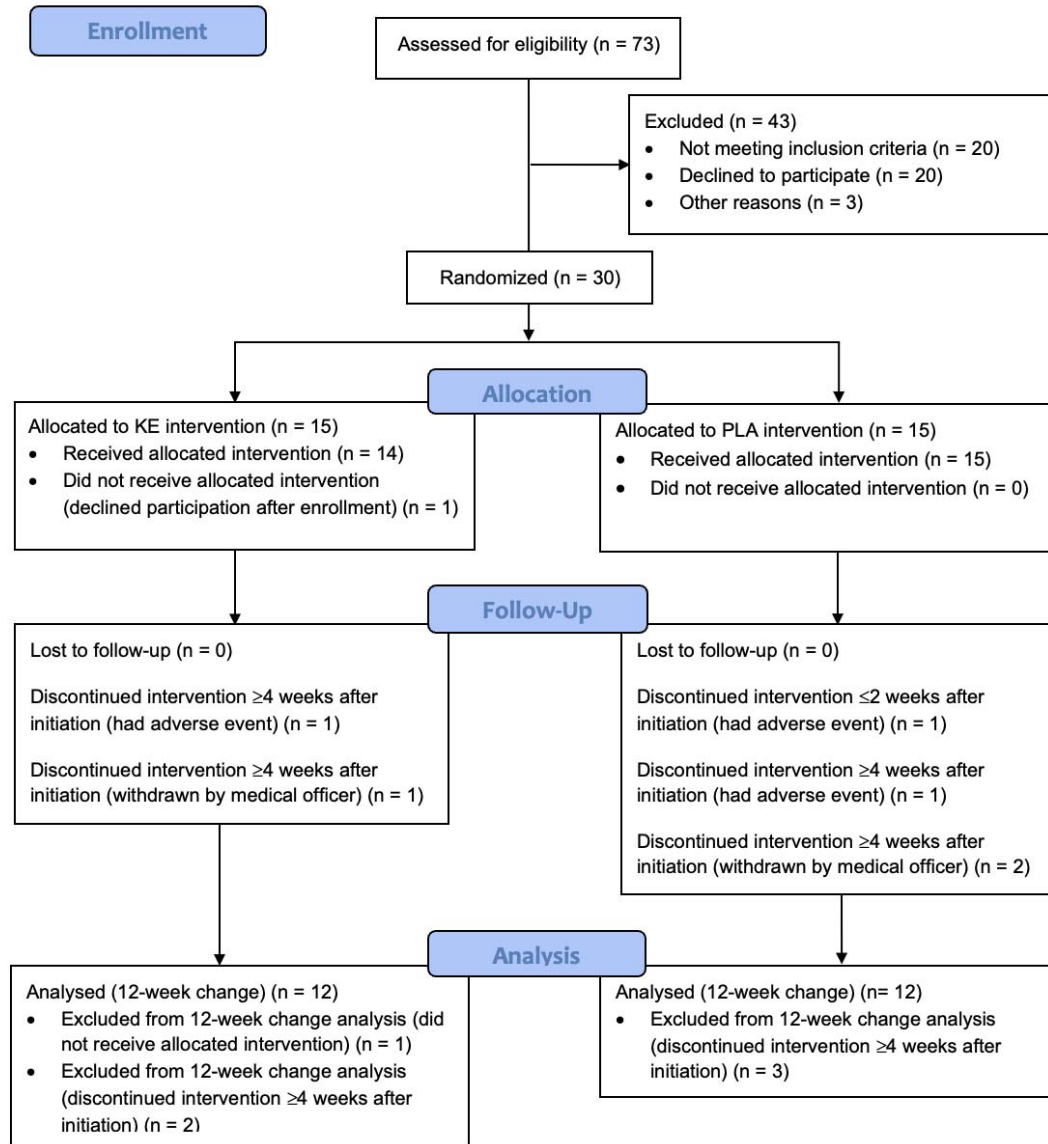 Enrollment
Assessed for eligibility (n = 73)
Excluded (n = 43)
• Not meeting inclusion criteria (n = 20)
• Declined to participate (n = 20)
• Other reasons (n = 3)
Randomized (n = 30)
Allocation
Allocated to KE intervention (n = 15)
• Received allocated intervention (n = 14)
• Did not receive allocated intervention
(declined participation after enrollment) (n = 1)
Allocated to PLA intervention (n = 15)
• Received allocated intervention (n = 15)
• Did not receive allocated intervention (n = 0)
Follow-Up
Lost to follow-up (n = 0)
Discontinued intervention ≥4 weeks after
initiation (had adverse event) (n = 1)
Discontinued intervention ≥4 weeks after
initiation (withdrawn by medical officer) (n = 1)
Lost to follow-up (n = 0)
Discontinued intervention ≤2 weeks after
initiation (had adverse event) (n = 1)
Discontinued intervention ≥4 weeks after
initiation (had adverse event) (n = 1)
Discontinued intervention ≥4 weeks after
initiation (withdrawn by medical officer) (n = 2)
Analysis
Analysed (12-week change) (n = 12)
• Excluded from 12-week change analysis (did
not receive allocated intervention) (n = 1)
• Excluded from 12-week change analysis
(discontinued intervention ≥4 weeks after
initiation) (n = 2)
Analysed (12-week change) (n= 12)
• Excluded from 12-week change analysis
(discontinued intervention ≥4 weeks after
initiation) (n = 3)